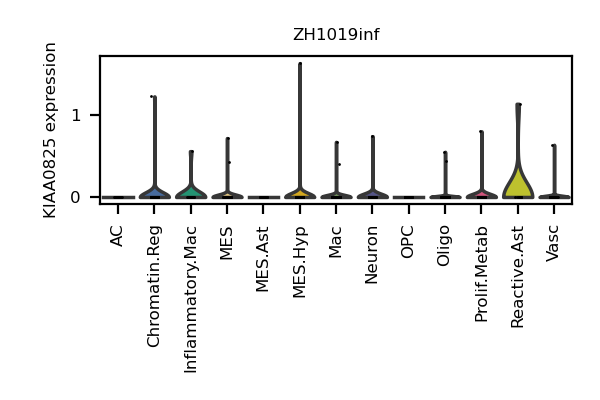 ZH1019inf
KIAA0825 expression
1
0
AC
Chromatin.Reg
Inflammatory.Mac
MES
MES.Ast
MES.Hyp
Mac
Neuron
OPC
Oligo
Prolif.Metab
Reactive.Ast
Vasc